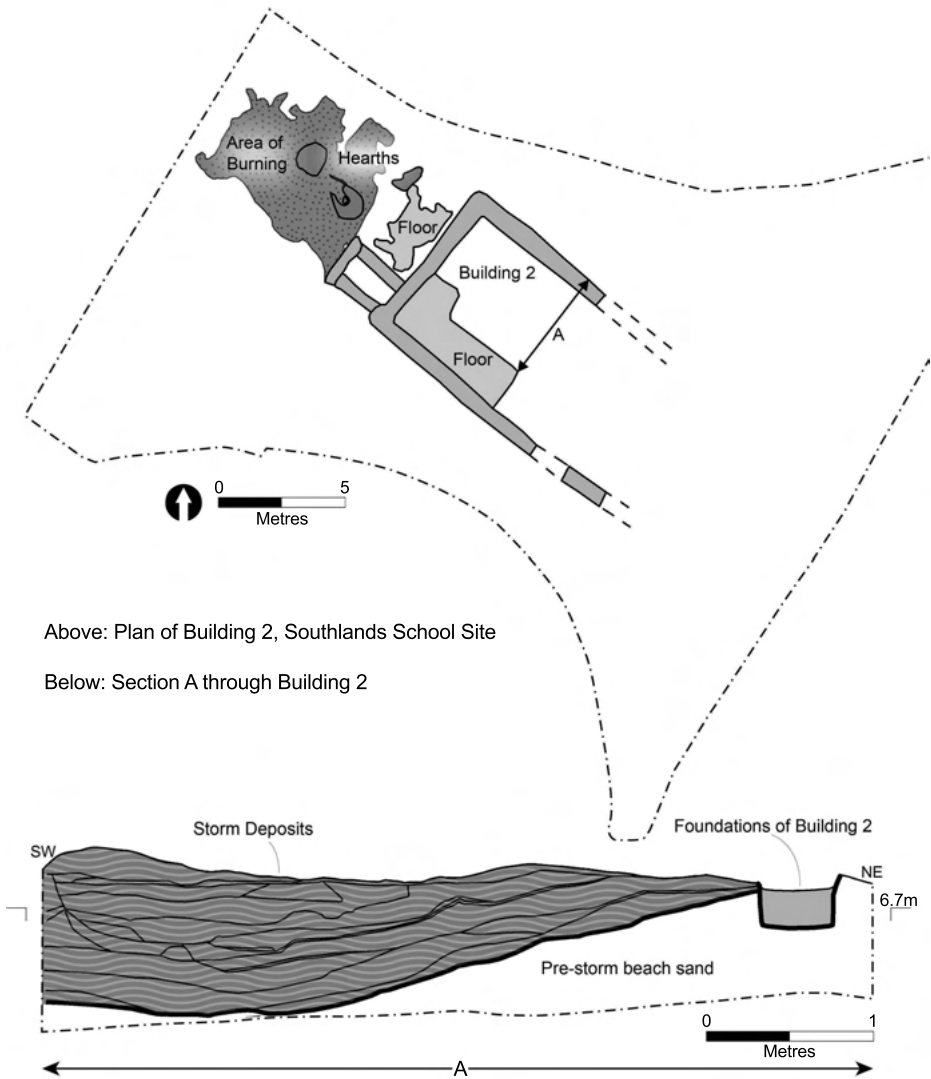 Area of
Burning
Hearths
Floor
Building 2
A
Floor
0 5
Metres
Above: Plan of Building 2, Southlands School Site
Below: Section A through Building 2
Storm Deposits
Foundations of Building 2
SW
NE
6.7m
Pre-storm beach sand
0 1
Metres
A